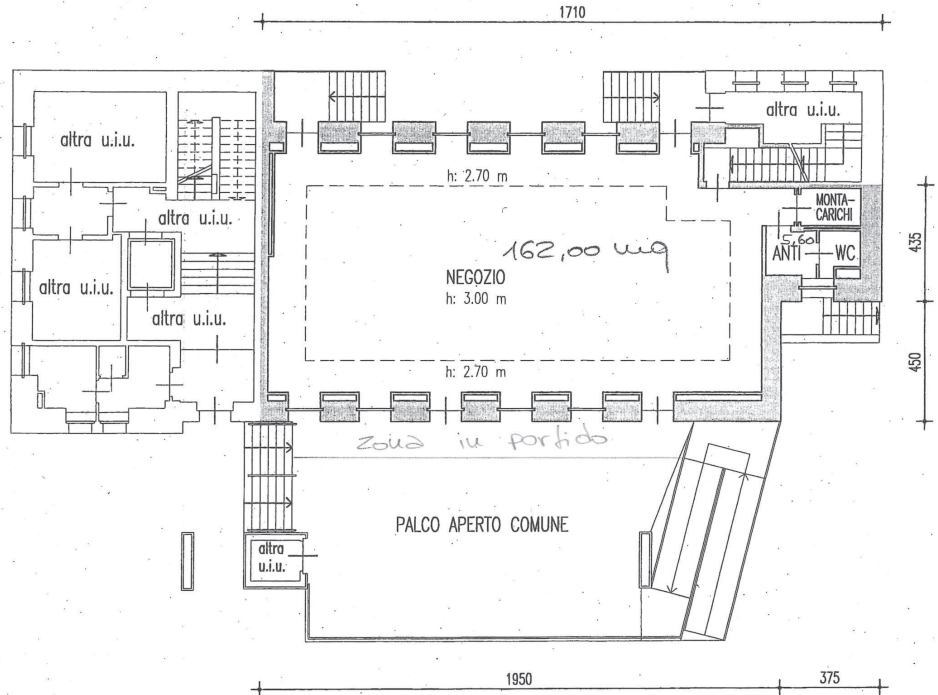 1710
altra u.i.u.
altra u.i.u.
h: 2.70 m
altra u.i.u.
MONTA-
CARICHI
435
162,00 mq
5,60
ANTI
WC
NEGOZIO
h: 3.00 m
altra u.i.u.
altra u.i.u.
450
h: 2.70 m
zona in portico
PALCO APERTO COMUNE
altra
u.i.u.
1950
375